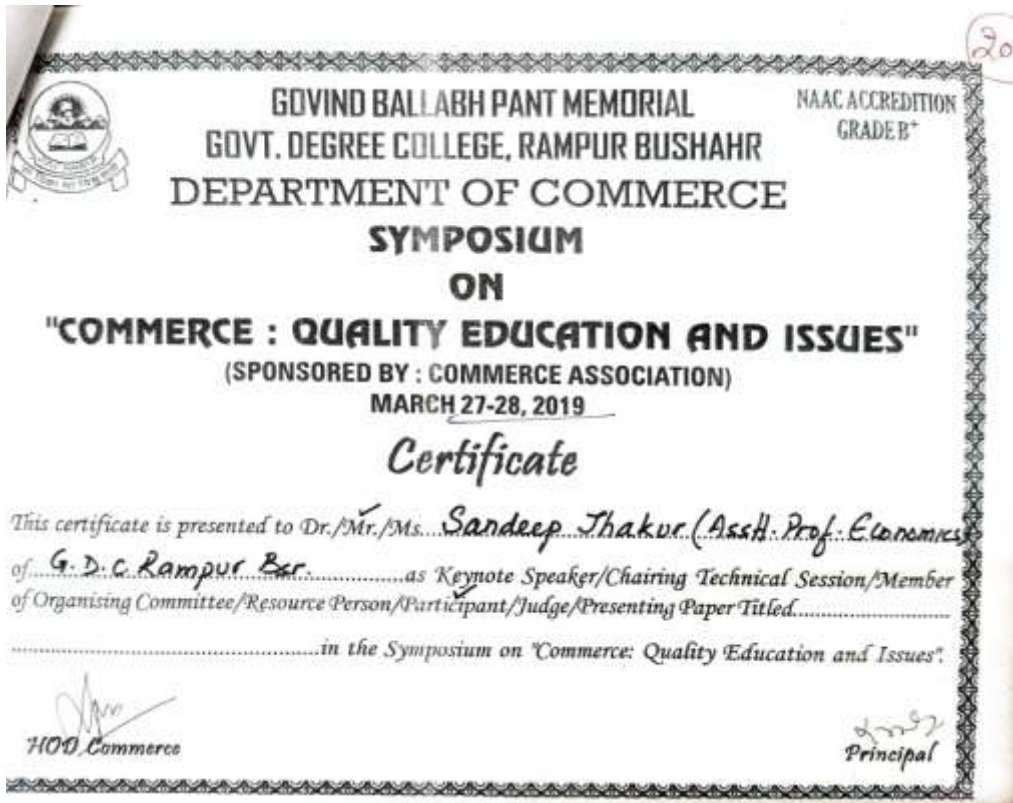 20
GOVIND BALLABH PANT MEMORIAL
NAAC ACCREDITION
GOVT. DEGREE COLLEGE, RAMPUR BUSHAHR
GRADE B+
DEPARTMENT OF COMMERCE
SYMPOSIUM
ON
"COMMERCE : QUALITY EDUCATION AND ISSUES"
(SPONSORED BY : COMMERCE ASSOCIATION)
MARCH 27-28, 2019
Certificate
This certificate is presented to Dr./Mr./Ms. Sandeep Thakur (Asstt. Prof. Economics)
of G.D.C Rampur Bsr. as Keynote Speaker/Chairing Technical Session/Member
of Organising Committee/Resource Person/Participant/Judge/Presenting Paper Titled
in the Symposium on "Commerce: Quality Education and Issues".
HOD Commerce
Principal